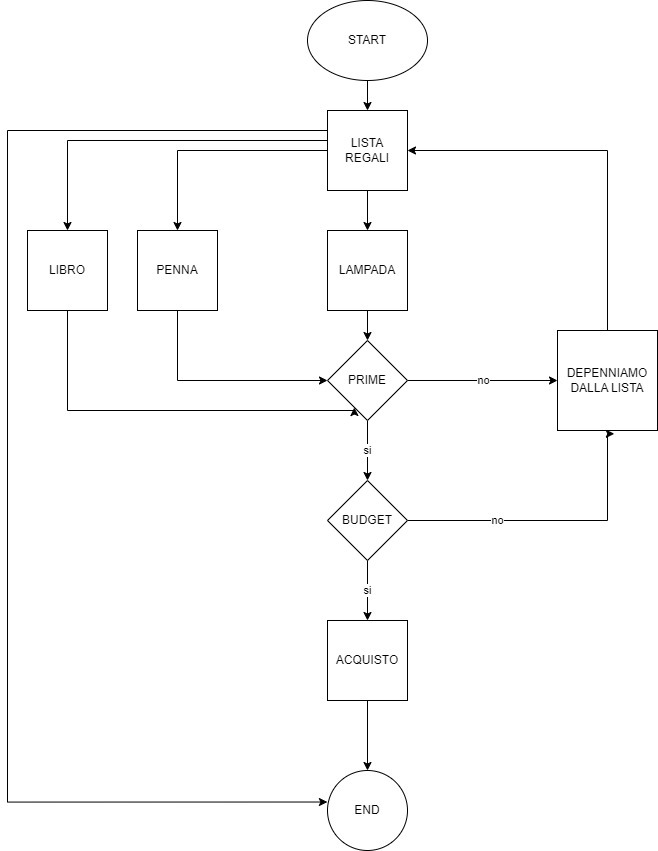 START
LISTA
REGALI
LIBRO
PENNA
LAMPADA
PRIME
no
DEPENNIAMO
DALLA LISTA
si
BUDGET
no
si
ACQUISTO
END